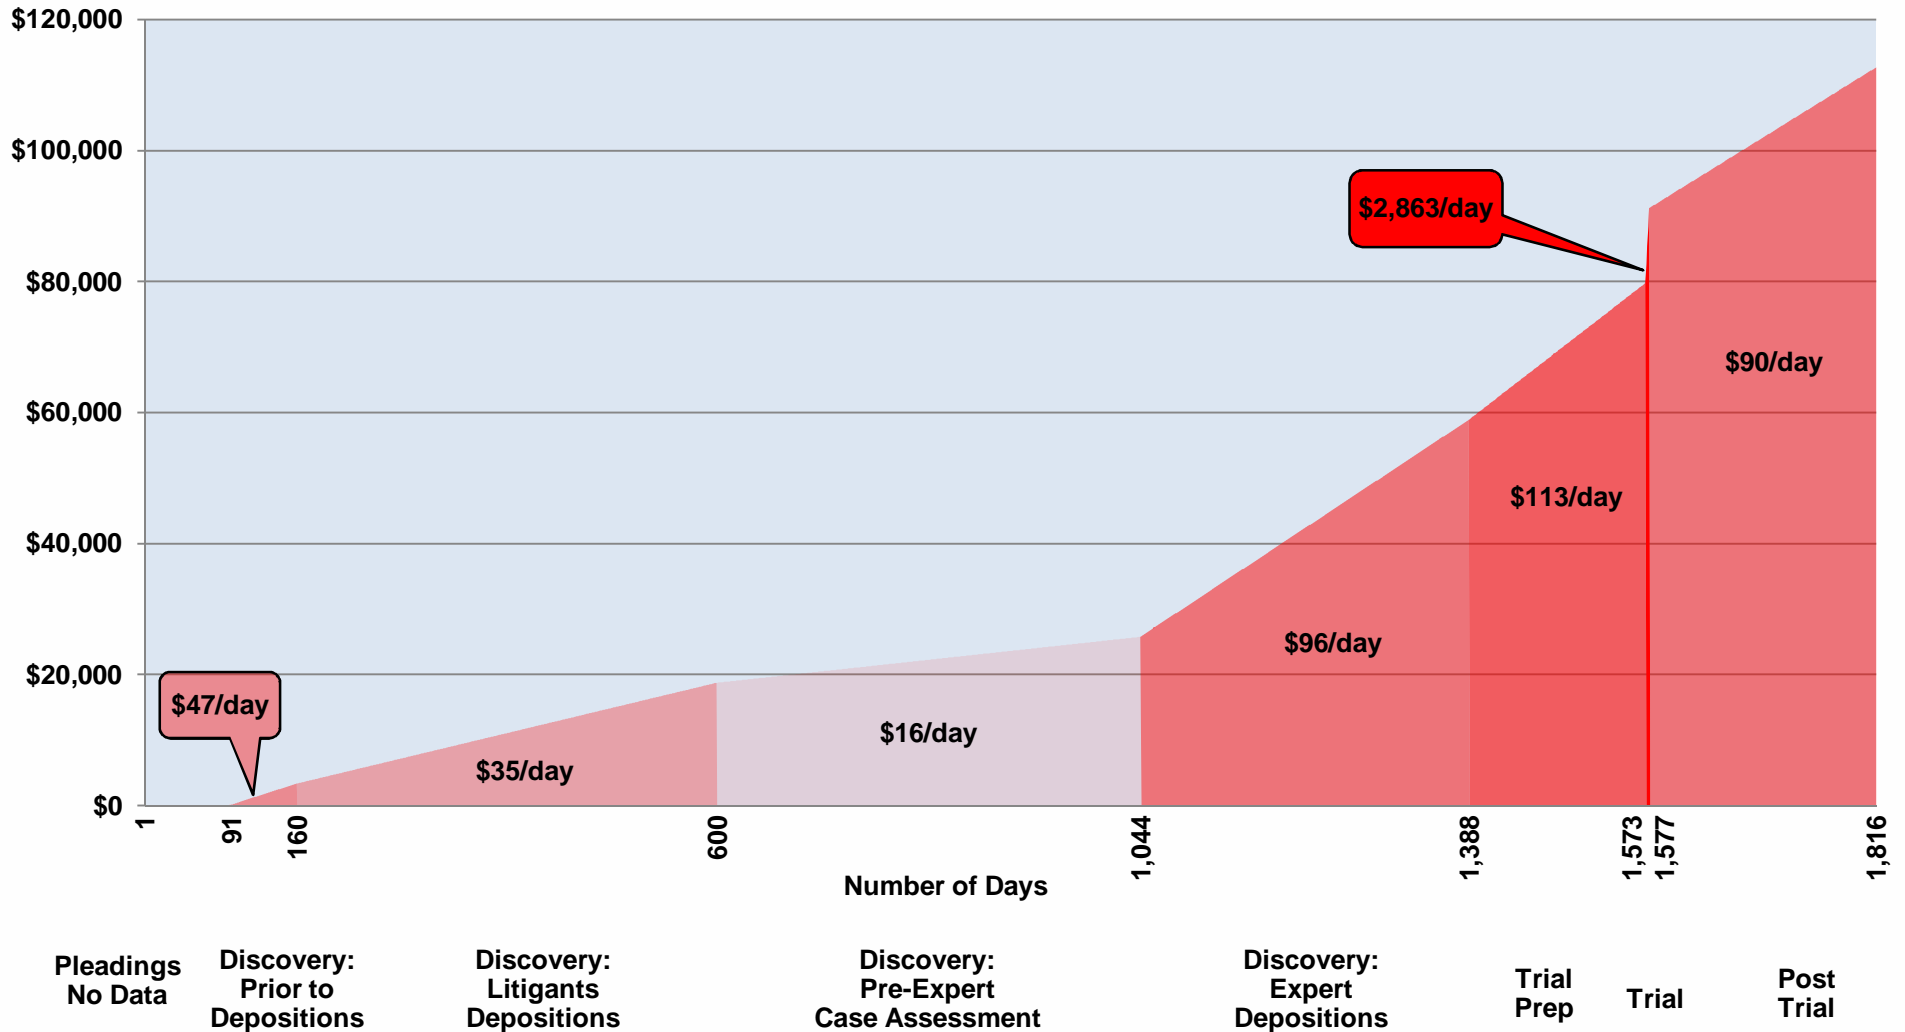 $120,000
$100,000
$80,000
$60,000
$40,000
$20,000
$0
$2,863/day
$90/day
$113/day
$96/day
$47/day
$16/day
$35/day
1
91
160
600
1,044
1,388
1,573
1,577
1,816
Number of Days
Pleadings
No Data
Discovery:
Prior to
Depositions
Discovery:
Litigants
Depositions
Discovery:
Pre-Expert
Case Assessment
Discovery:
Expert
Depositions
Trial
Prep
Trial
Post
Trial